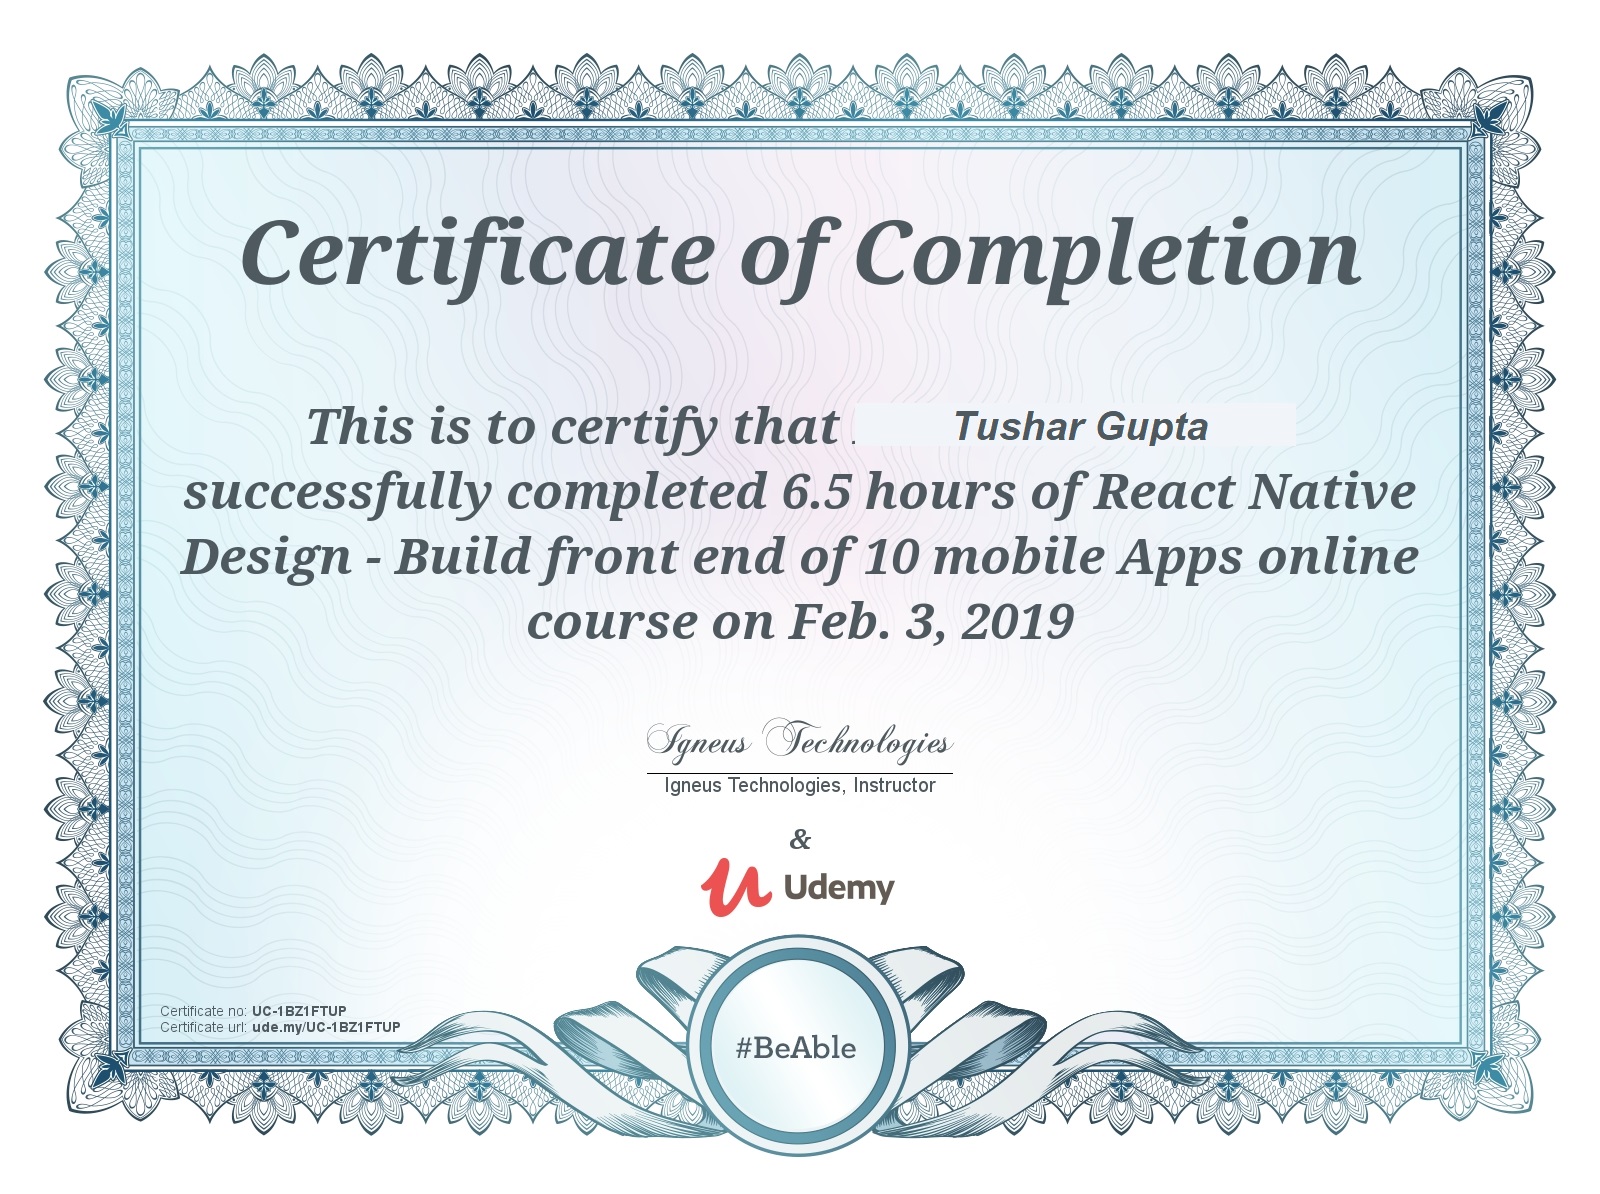 Certificate of Completion
This is to certify that Tushar Gupta
successfully completed 6.5 hours of React Native
Design - Build front end of 10 mobile Apps online
course on Feb. 3, 2019
Igneus Technologies
Igneus Technologies, Instructor
&
Udemy
#BeAble
Certificate no: UC-1BZ1FTUP
Certificate url: ude.my/UC-1BZ1FTUP